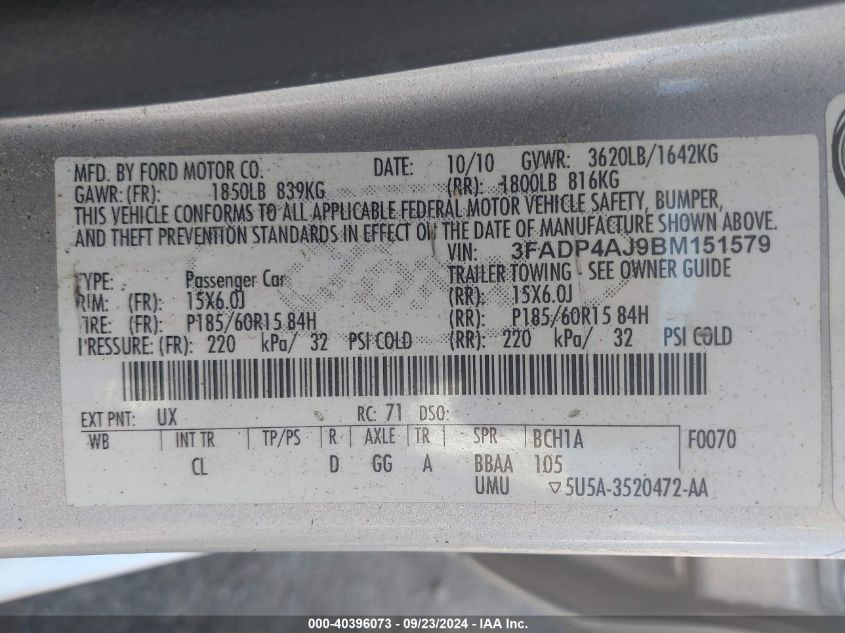 MFD. BY FORD MOTOR CO. DATE: 10/10 GVWR: 3620LB/1642KG
GAWR: (FR): 1850LB 839KG (RR): 1800LB 816KG
THIS VEHICLE CONFORMS TO ALL APPLICABLE FEDERAL MOTOR VEHICLE SAFETY, BUMPER,
AND THEFT PREVENTION STANDARDS IN EFFECT ON THE DATE OF MANUFACTURE SHOWN ABOVE.
VIN: 3FADP4AJ9BM151579
TYPE: Passenger Car TRAILER TOWING - SEE OWNER GUIDE
RIM: (FR): 15X6.0J (RR): 15X6.0J
TIRE: (FR): P185/60R15 84H (RR): P185/60R15 84H
PRESSURE: (FR): 220 kPa/ 32 PSI COLD (RR): 220 kPa/ 32 PSI COLD
EXT PNT: UX RC: 71 DSO:
WB INT TR TP/PS R AXLE TR SPR BCH1A F0070
CL D GG A BBAA 105
UMU ▽5U5A-3520472-AA
000-40396073 - 09/23/2024 - IAA, Inc.